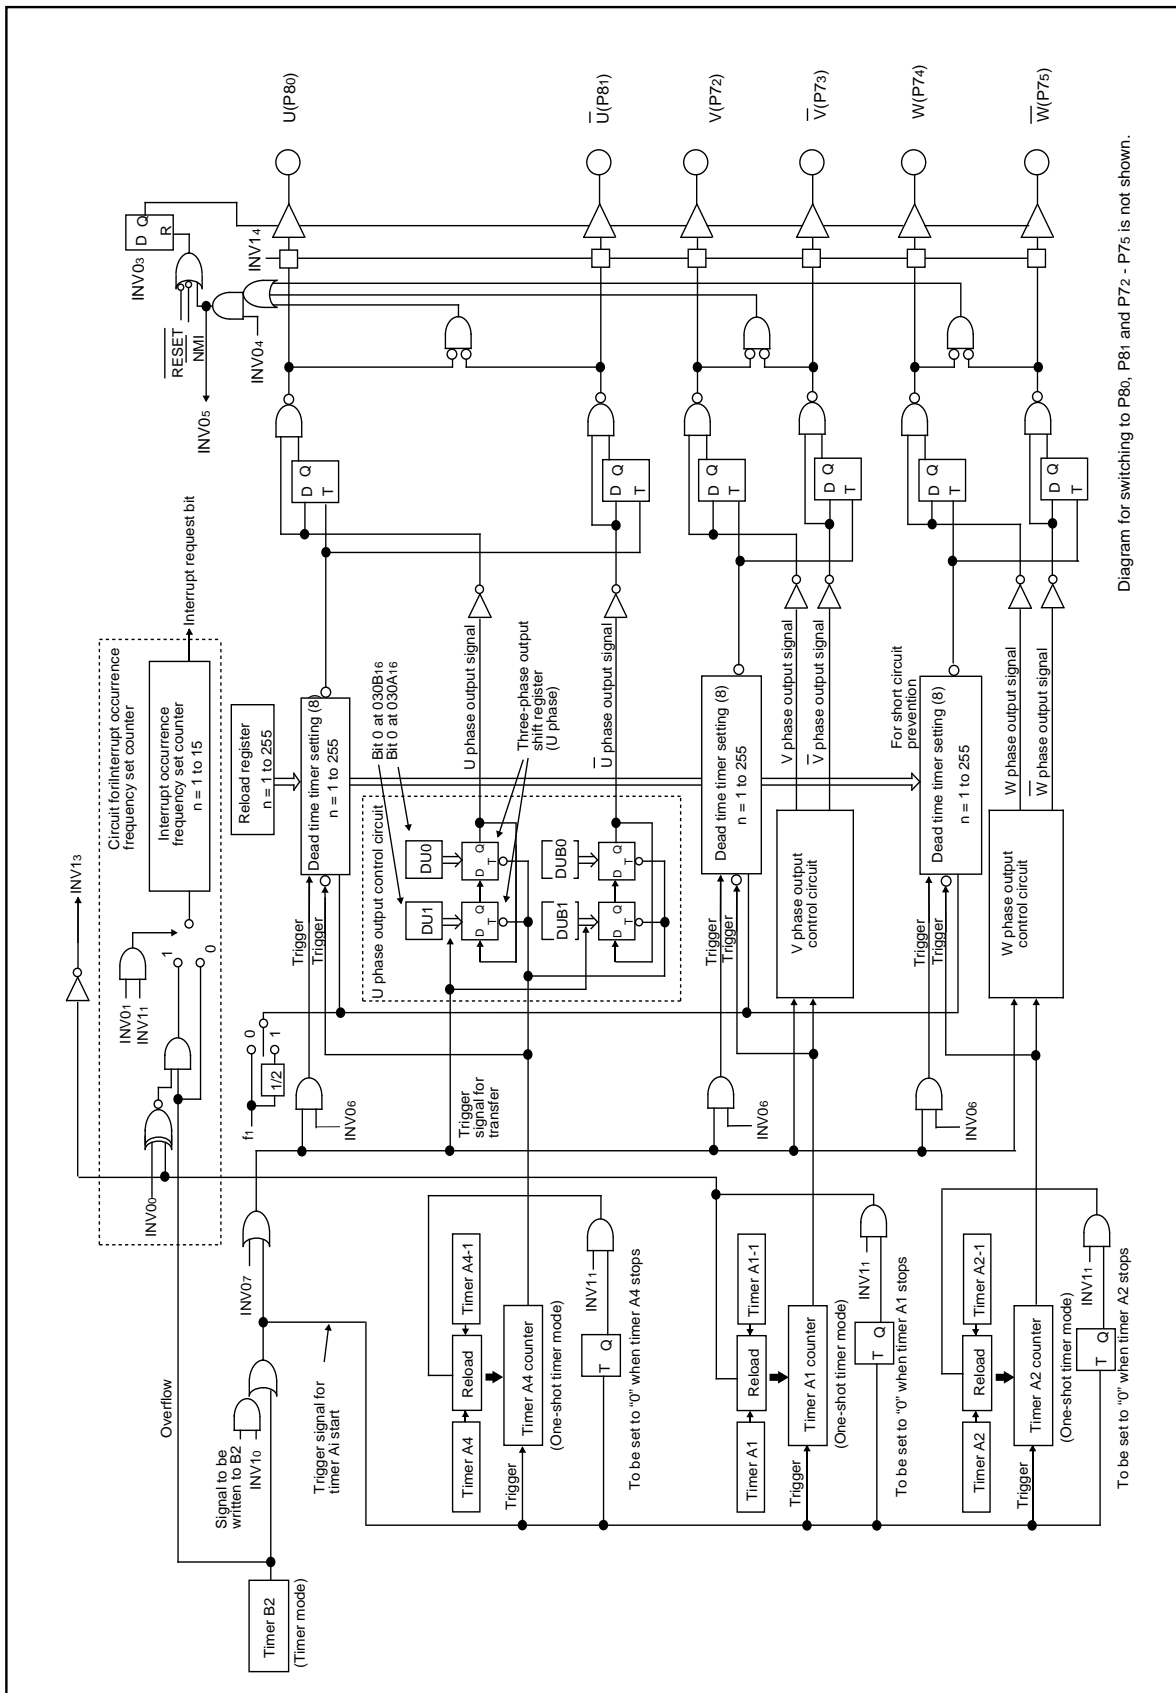 INV13
Circuit foriInterrupt occurrence
frequency set counter
Interrupt occurrence
frequency set counter
n = 1 to 15
Interrupt request bit
INV01
INV11
1
0
INV00
Overflow
Signal to be
written to B2
INV10
INV07
Timer B2
(Timer mode)
Trigger signal for
timer Ai start
RESET
NMI
INV03
D Q
R
INV05
INV04
INV14
Reload register
n = 1 to 255
f1
1/2
0
1
INV06
Trigger
Trigger
Dead time timer setting (8)
n = 1 to 255
D Q
T
U(P80)
Trigger
signal for
transfer
U phase output control circuit
Bit 0 at 030B16
Bit 0 at 030A16
DU1
DU0
D Q
T
D Q
T
Three-phase output
shift register
(U phase)
U phase output signal
DUB1
DUB0
D Q
T
D Q
T
U phase output signal
D Q
T
U(P81)
Timer A4
Reload
Timer A4-1
Trigger
Timer A4 counter
(One-shot timer mode)
T Q
INV11
To be set to “0” when timer A4 stops
INV06
Trigger
Trigger
Dead time timer setting (8)
n = 1 to 255
D Q
T
V(P72)
V phase output
control circuit
V phase output signal
V phase output signal
D Q
T
V(P73)
Timer A1
Reload
Timer A1-1
Trigger
Timer A1 counter
(One-shot timer mode)
T Q
INV11
To be set to “0” when timer A1 stops
INV06
Trigger
Trigger
For short circuit
prevention
Dead time timer setting (8)
n = 1 to 255
D Q
T
W(P74)
W phase output
control circuit
W phase output signal
W phase output signal
D Q
T
W(P75)
Timer A2
Reload
Timer A2-1
Trigger
Timer A2 counter
(One-shot timer mode)
T Q
INV11
To be set to “0” when timer A2 stops
Diagram for switching to P80, P81 and P72 - P75 is not shown.